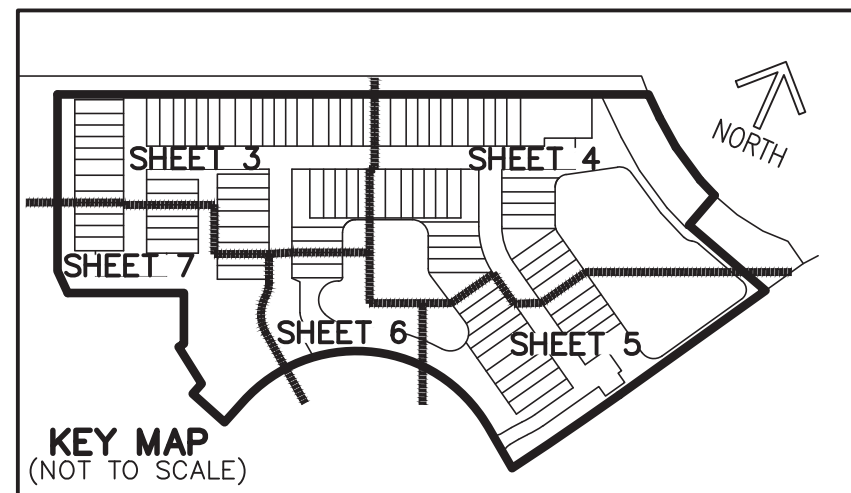 NORTH
SHEET 3
SHEET 4
SHEET 7
SHEET 6
SHEET 5
KEY MAP
(NOT TO SCALE)